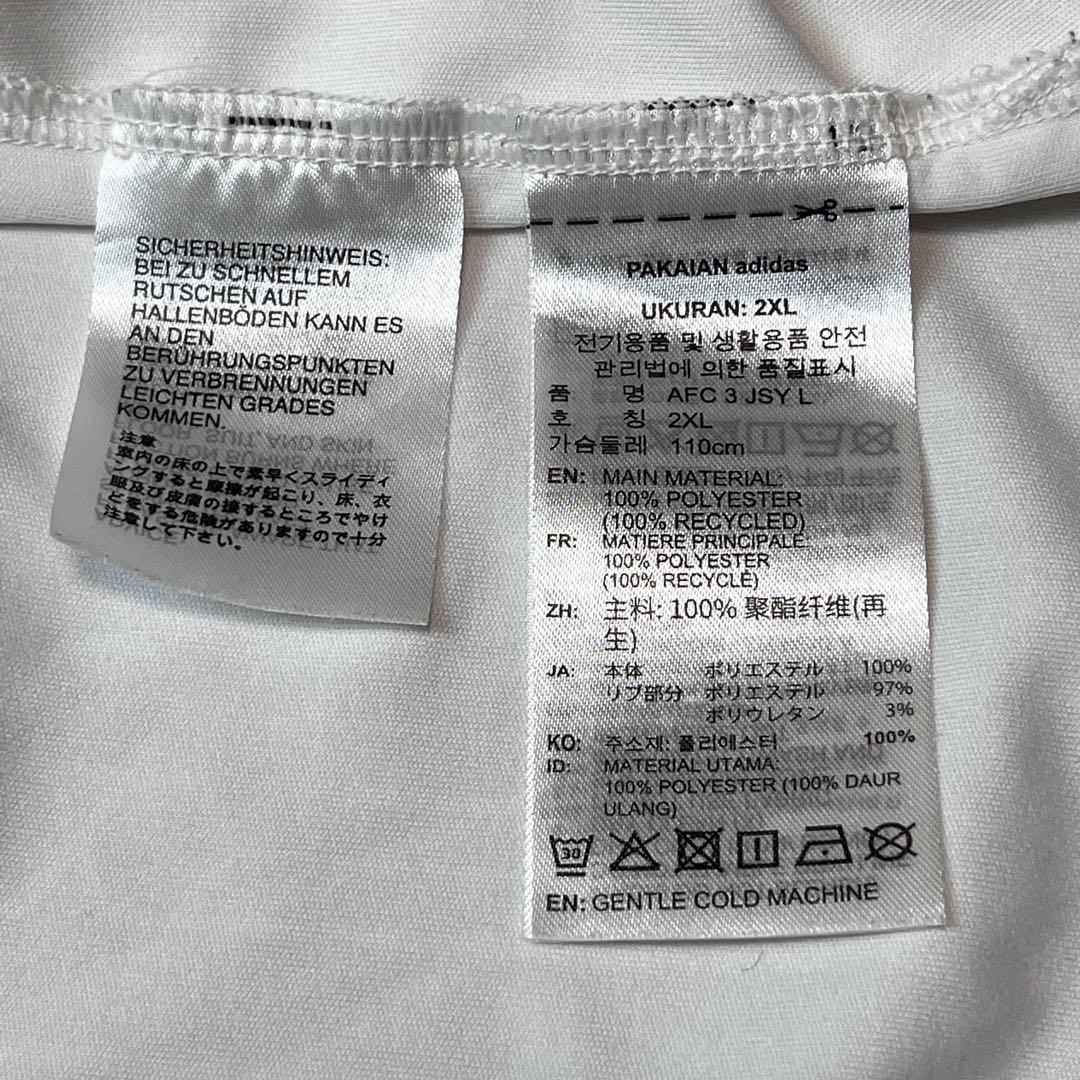 SICHERHEITSHINWEIS:
BEI ZU SCHNELLEM
RUTSCHEN AUF
HALLENBÖDEN KANN ES
AN DEN
BERÜHRUNGSPUNKTEN
ZU VERBRENNUNGEN
LEICHTEN GRADES
KOMMEN.
注意
室内の床の上で素早くスライディ
ングすると摩擦が起こり、床、衣
服及び皮膚の接するところでやけ
どをする危険がありますので十分
注意して下さい。
PAKAIAN adidas
UKURAN: 2XL
전기용품 및 생활용품 안전
관리법에 의한 품질표시
품 명 AFC 3 JSY L
호 칭 2XL
가슴둘레 110cm
EN: MAIN MATERIAL:
100% POLYESTER
(100% RECYCLED)
FR: MATIERE PRINCIPALE:
100% POLYESTER
(100% RECYCLÉ)
ZH: 主料: 100% 聚酯纤维(再
生)
JA: 本体 ポリエステル 100%
リブ部分 ポリエステル 97%
ポリウレタン 3%
KO: 주소재: 폴리에스터 100%
ID: MATERIAL UTAMA:
100% POLYESTER (100% DAUR
ULANG)
30
EN: GENTLE COLD MACHINE